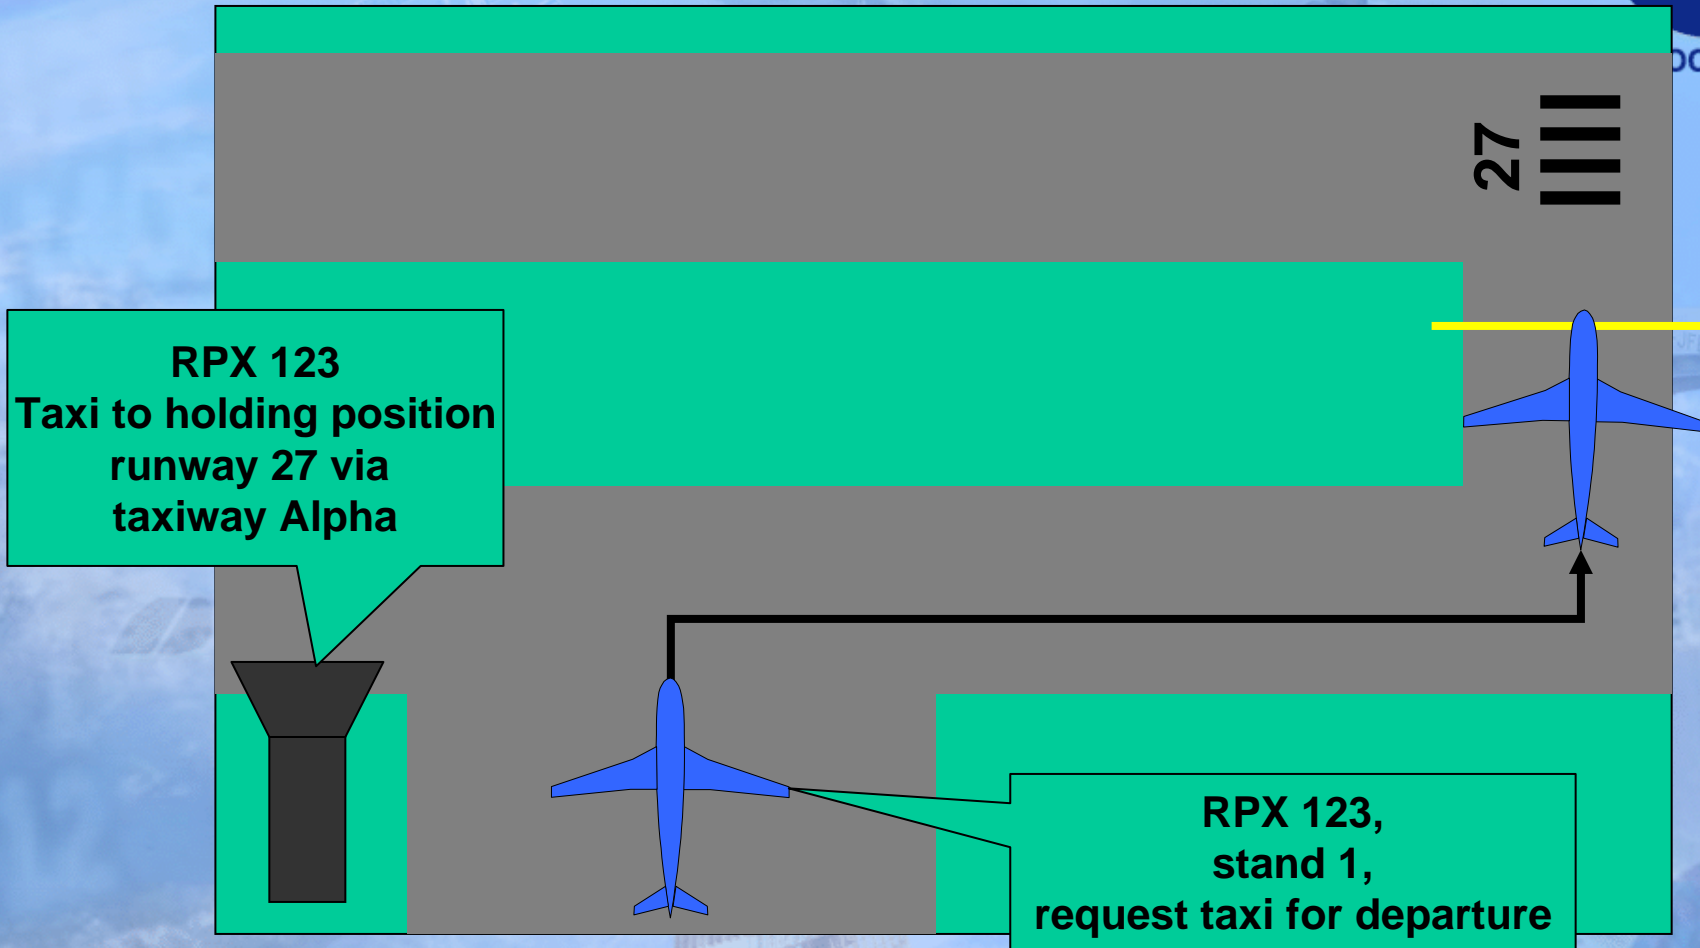 27
RPX 123
Taxi to holding position
runway 27 via
taxiway Alpha
RPX 123,
stand 1,
request taxi for departure